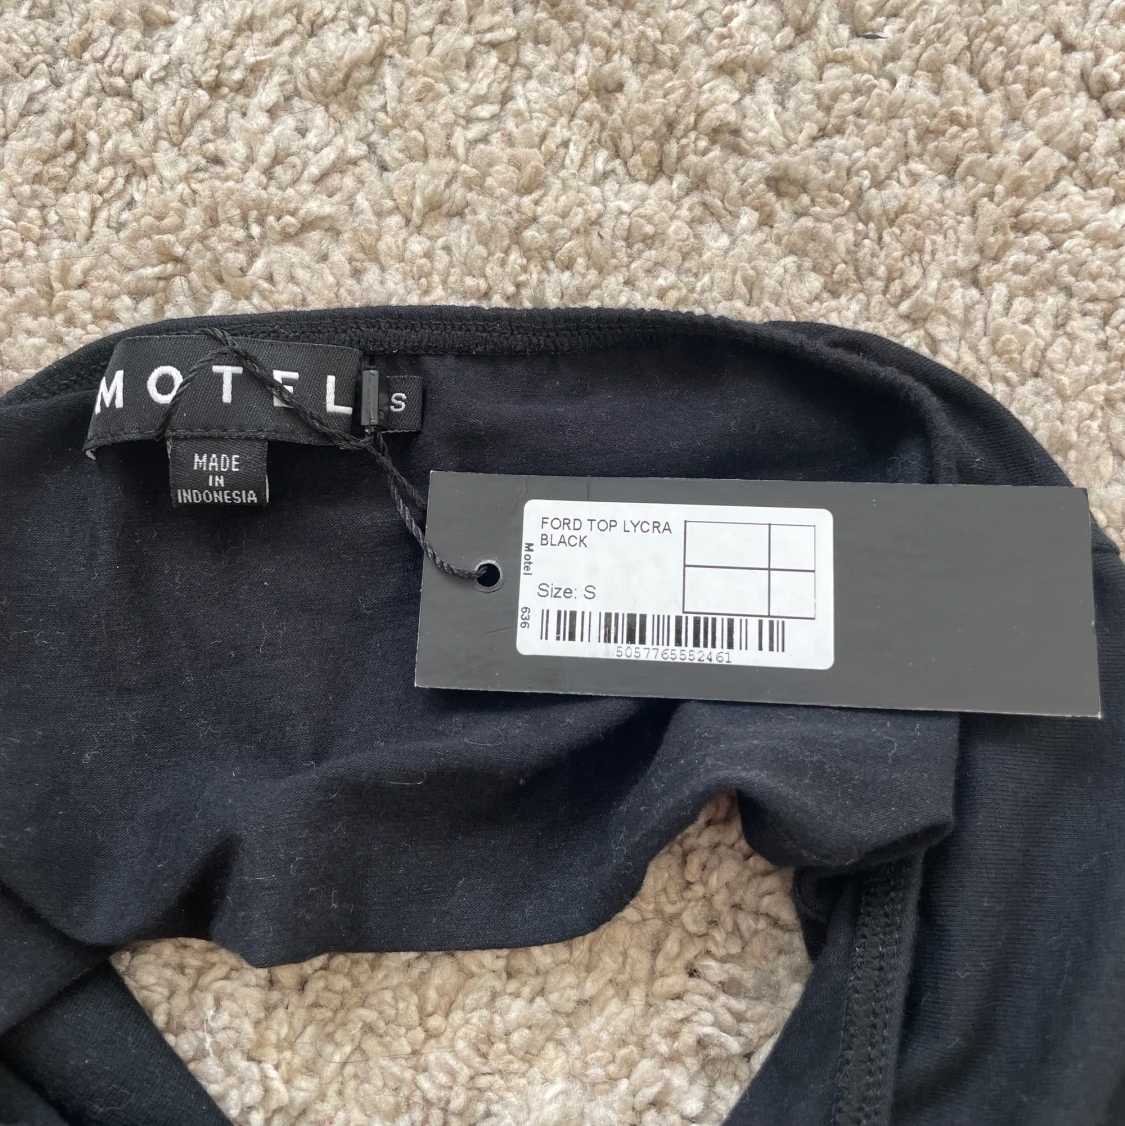 MOTEL
S
MADE
IN
INDONESIA
FORD TOP LYCRA
BLACK
Motel
636
Size: S
5057765552461